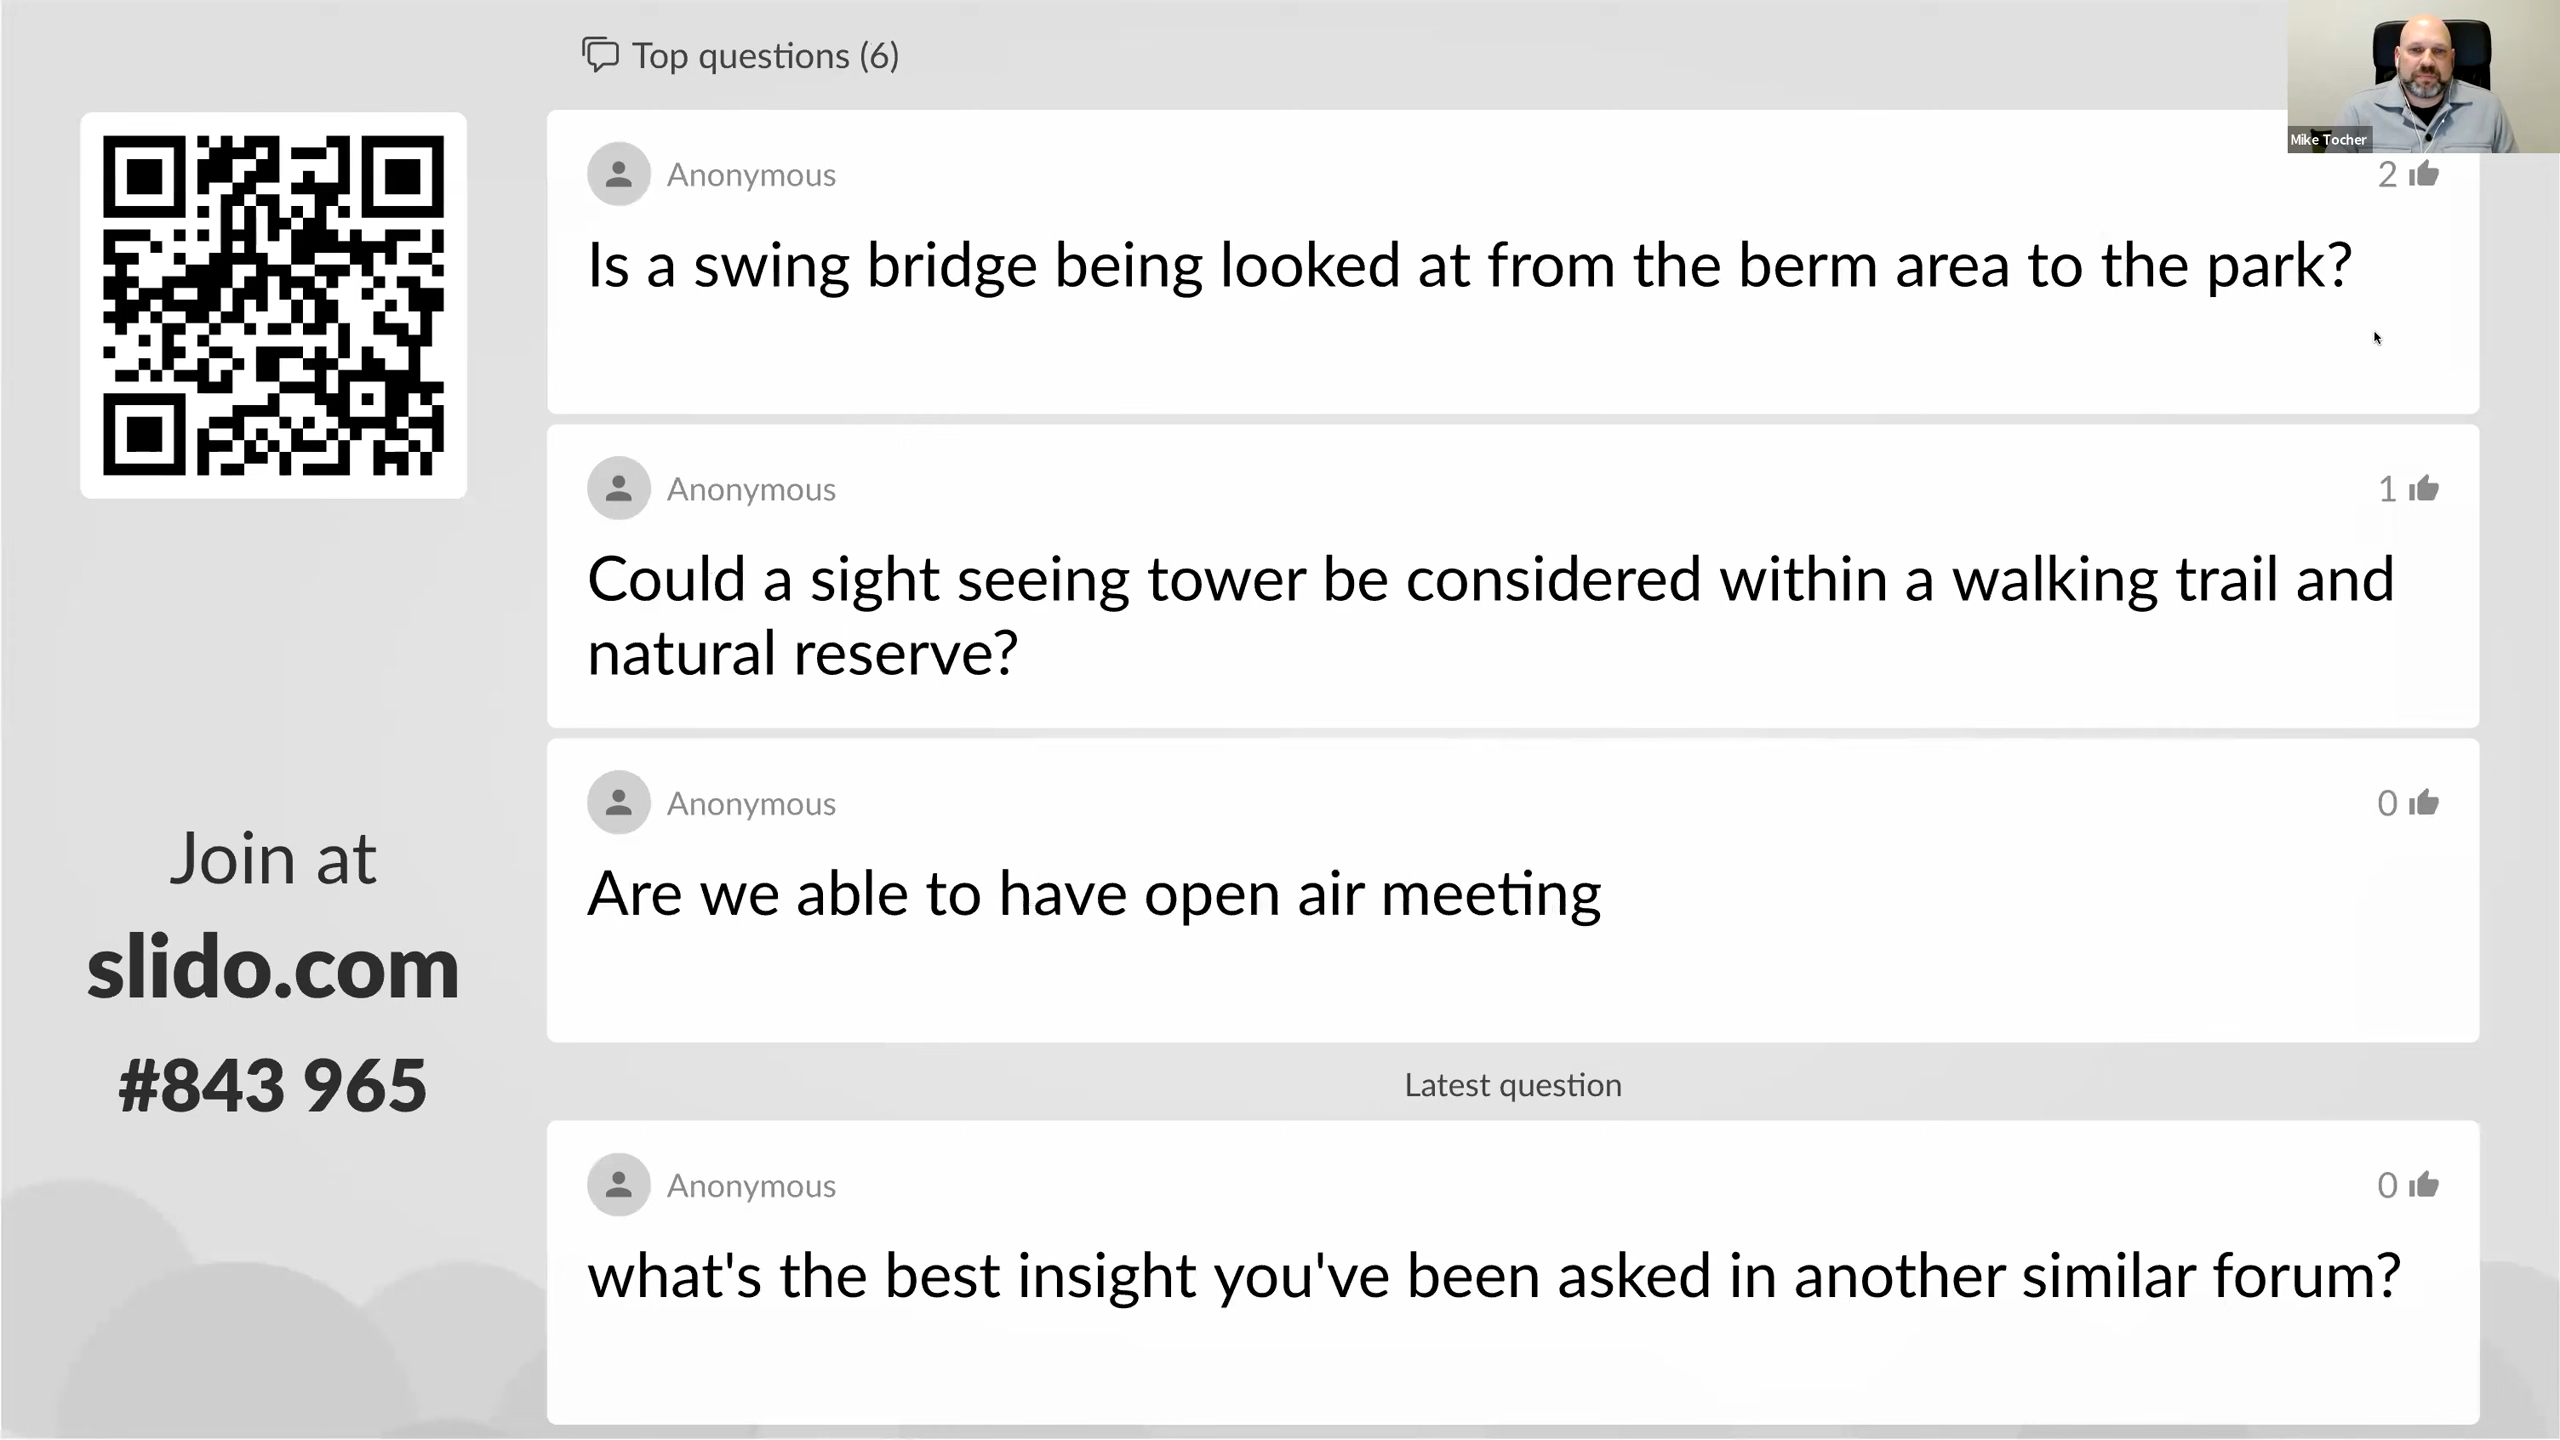 Top questions (6)
Mike Tocher
Anonymous
2
Is a swing bridge being looked at from the berm area to the park?
Anonymous
1
Could a sight seeing tower be considered within a walking trail and
natural reserve?
Anonymous
0
Are we able to have open air meeting
Join at
slido.com
#843 965
Latest question
Anonymous
0
what's the best insight you've been asked in another similar forum?